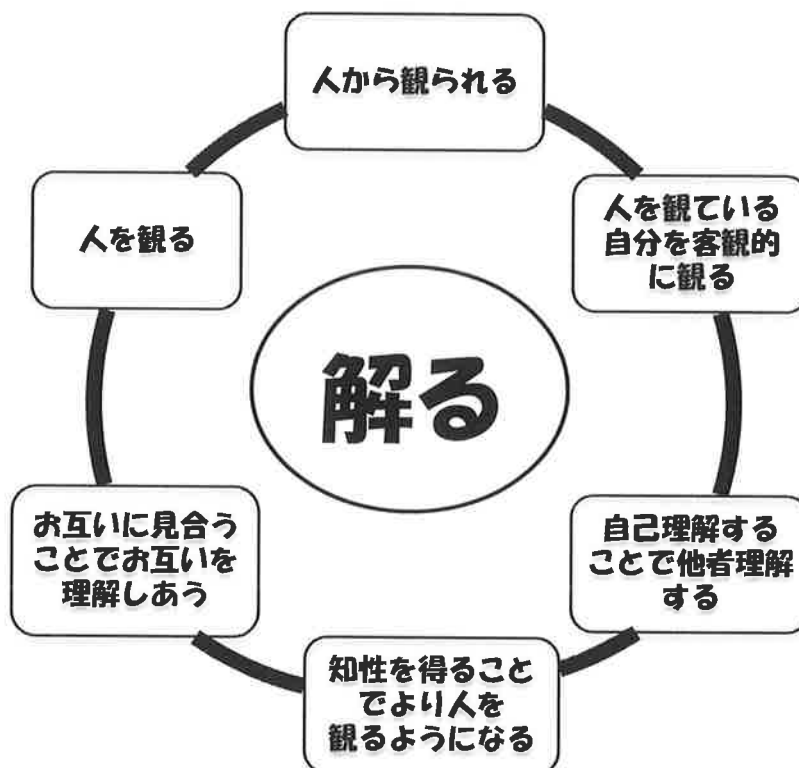 人から観られる
人を観ている
自分を客観的
に観る
自己理解する
ことで他者理解
する
知性を得ること
でより人を
観るようになる
お互いに見合う
ことでお互いを
理解しあう
人を観る
解る